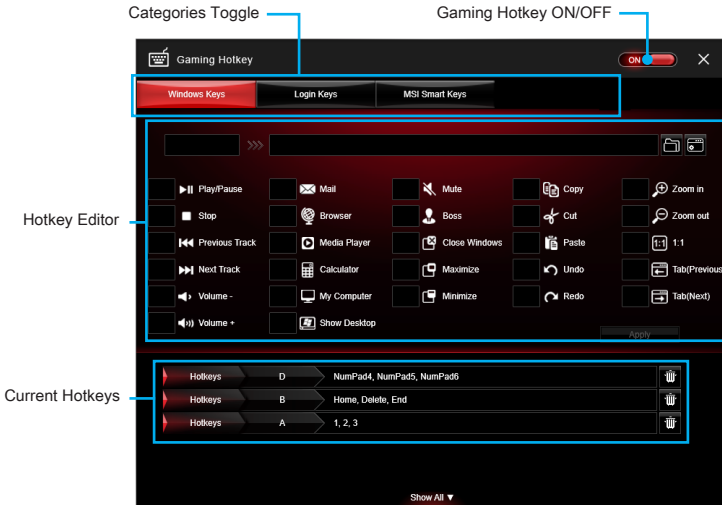 Categories Toggle
Gaming Hotkey ON/OFF
Gaming Hotkey
ON
Windows Keys
Login Keys
MSI Smart Keys
Hotkey Editor
Play/Pause
Mail
Mute
Copy
Zoom in
Stop
Browser
Boss
Cut
Zoom out
Previous Track
Media Player
Close Windows
Paste
1:1 1:1
Next Track
Calculator
Maximize
Undo
Tab(Previous
Volume -
My Computer
Minimize
Redo
Tab(Next)
Volume +
Show Desktop
Apply
Current Hotkeys
Hotkeys D NumPad4, NumPad5, NumPad6
Hotkeys B Home, Delete, End
Hotkeys A 1, 2, 3
Show All ▼